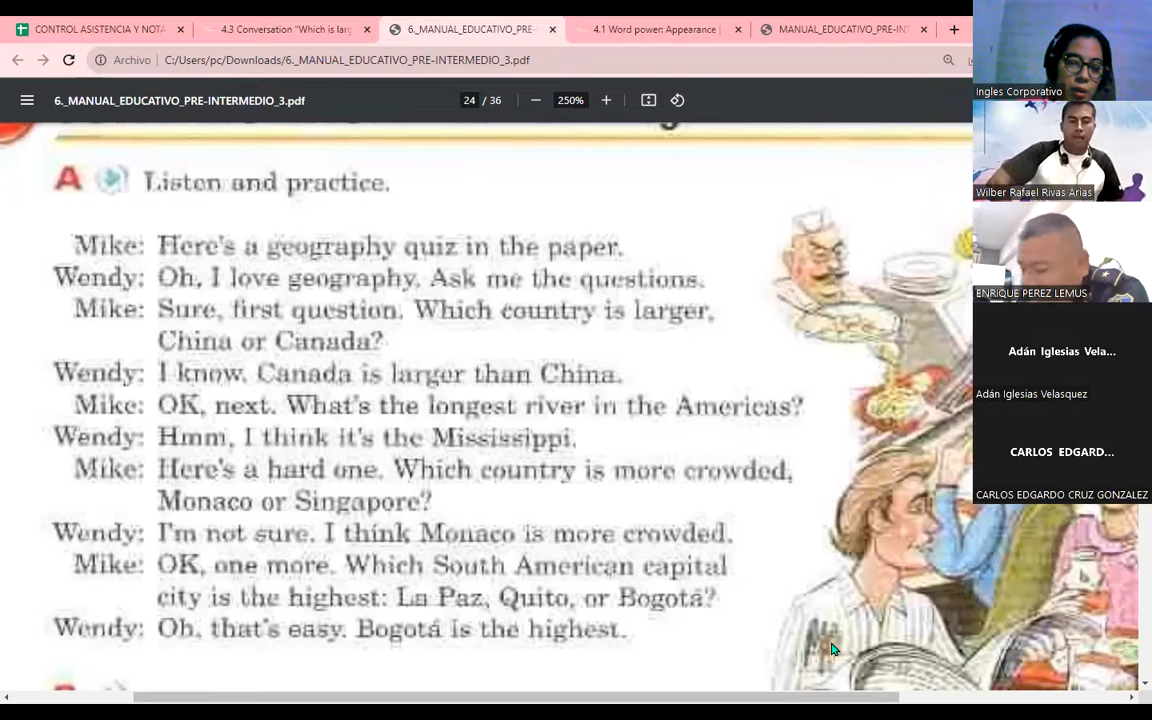 CONTROL ASISTENCIA Y NOTA
4.3 Conversation "Which is larg
6._MANUAL_EDUCATIVO_PRE-
4.1 Word power: Appearance
MANUAL_EDUCATIVO_PRE-INT
Archivo
C:/Users/pc/Downloads/6._MANUAL_EDUCATIVO_PRE-INTERMEDIO_3.pdf
6._MANUAL_EDUCATIVO_PRE-INTERMEDIO_3.pdf
24 / 36
250%
A Listen and practice.
Mike: Here's a geography quiz in the paper.
Wendy: Oh, I love geography. Ask me the questions.
Mike: Sure, first question. Which country is larger,
China or Canada?
Wendy: I know. Canada is larger than China.
Mike: OK, next. What's the longest river in the Americas?
Wendy: Hmm, I think it's the Mississippi.
Mike: Here's a hard one. Which country is more crowded,
Monaco or Singapore?
Wendy: I'm not sure. I think Monaco is more crowded.
Mike: OK, one more. Which South American capital
city is the highest: La Paz, Quito, or Bogotá?
Wendy: Oh, that's easy. Bogotá is the highest.
Ingles Corporativo
Wilber Rafael Rivas Arias
ENRIQUE PEREZ LEMUS
Adán Iglesias Vela...
Adán Iglesias Velasquez
CARLOS EDGARD...
CARLOS EDGARDO CRUZ GONZALEZ